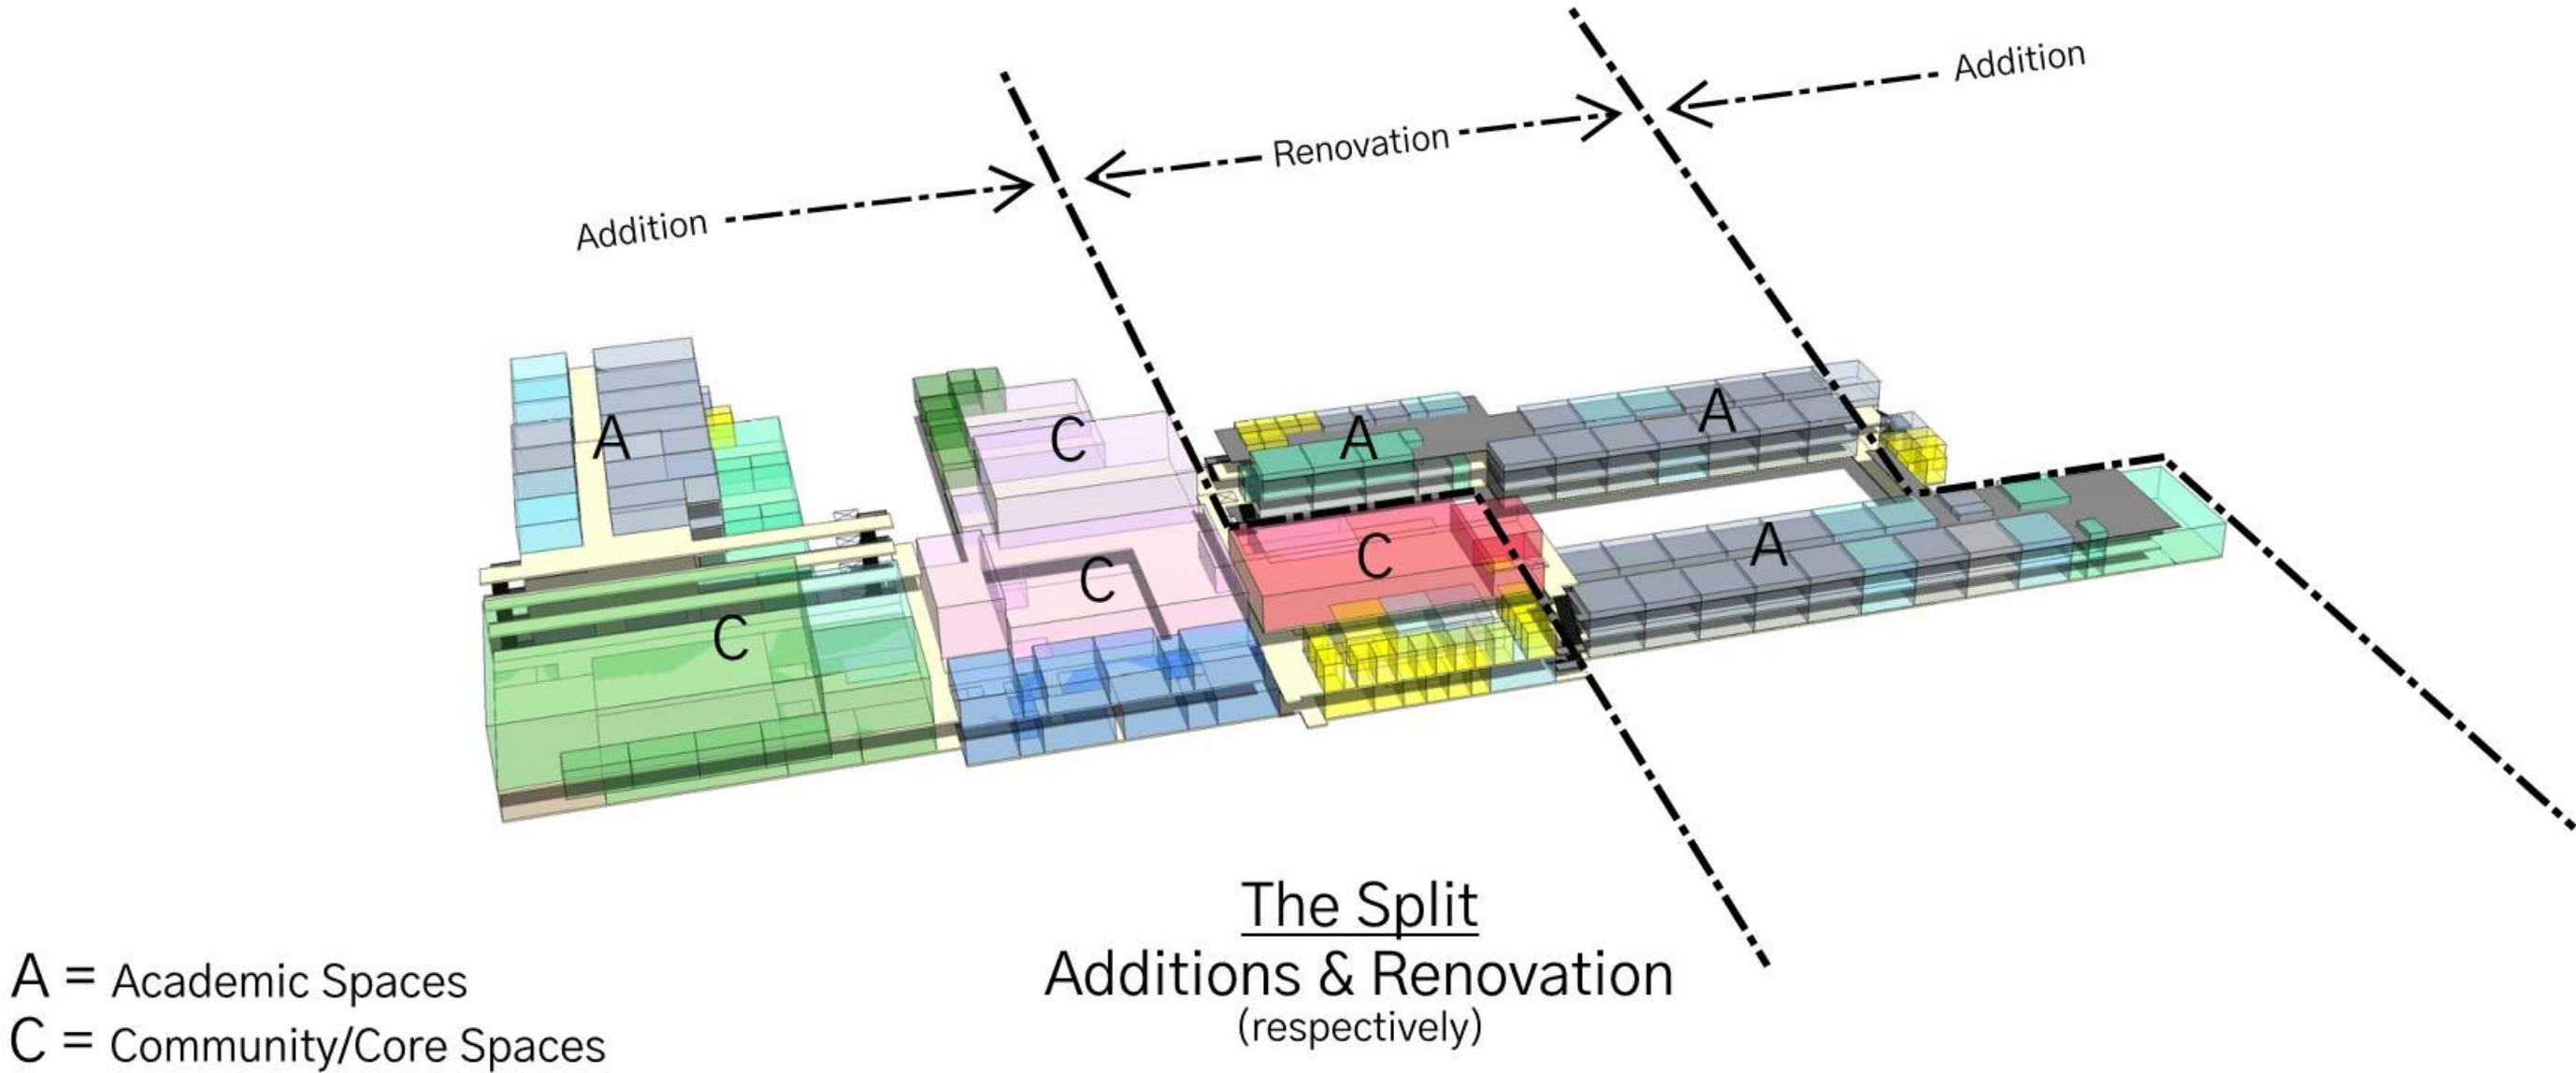 Addition
Renovation
Addition
A
C
A
A
C
C
A
C
The Split
Additions & Renovation
(respectively)
A = Academic Spaces
C = Community/Core Spaces